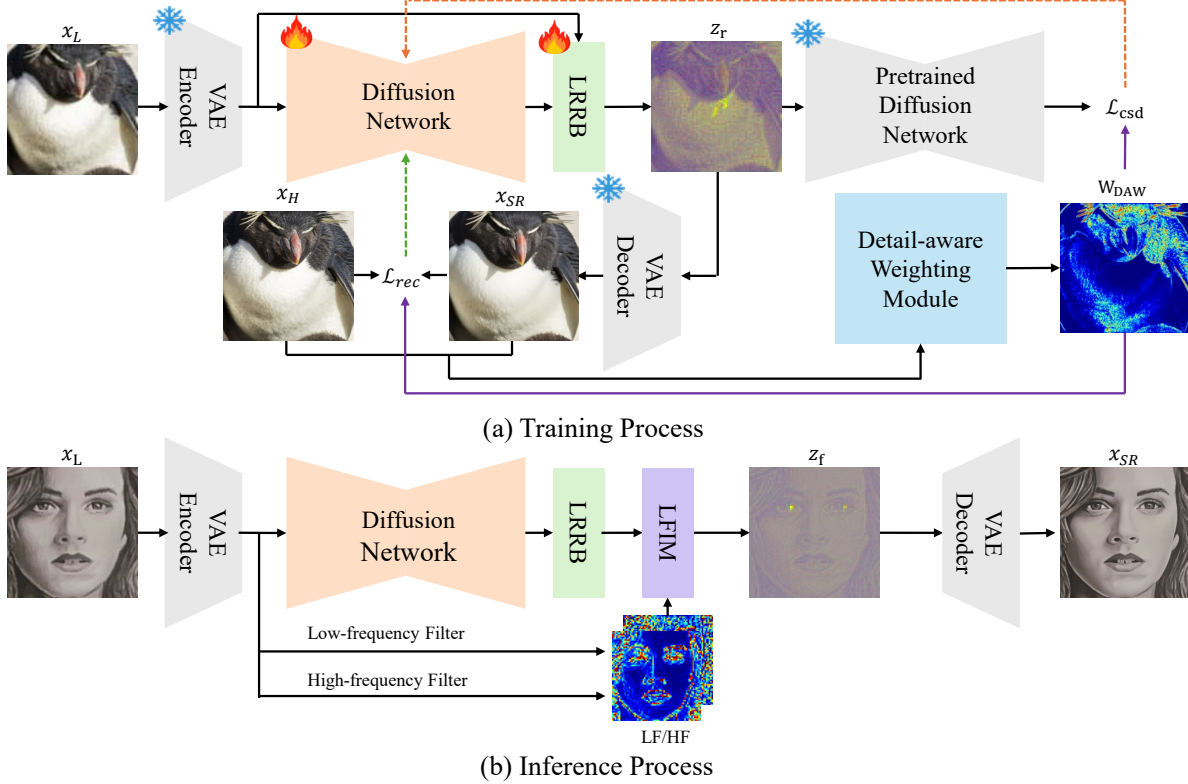 x_L
VAE
Encoder
Diffusion
Network
LRRB
z_r
Pretrained
Diffusion
Network
ℒ_csd
x_H
x_SR
ℒ_rec
VAE
Decoder
Detail-aware
Weighting
Module
W_DAW
(a) Training Process
x_L
VAE
Encoder
Diffusion
Network
LRRB
LFIM
z_f
VAE
Decoder
x_SR
Low-frequency Filter
High-frequency Filter
LF/HF
(b) Inference Process